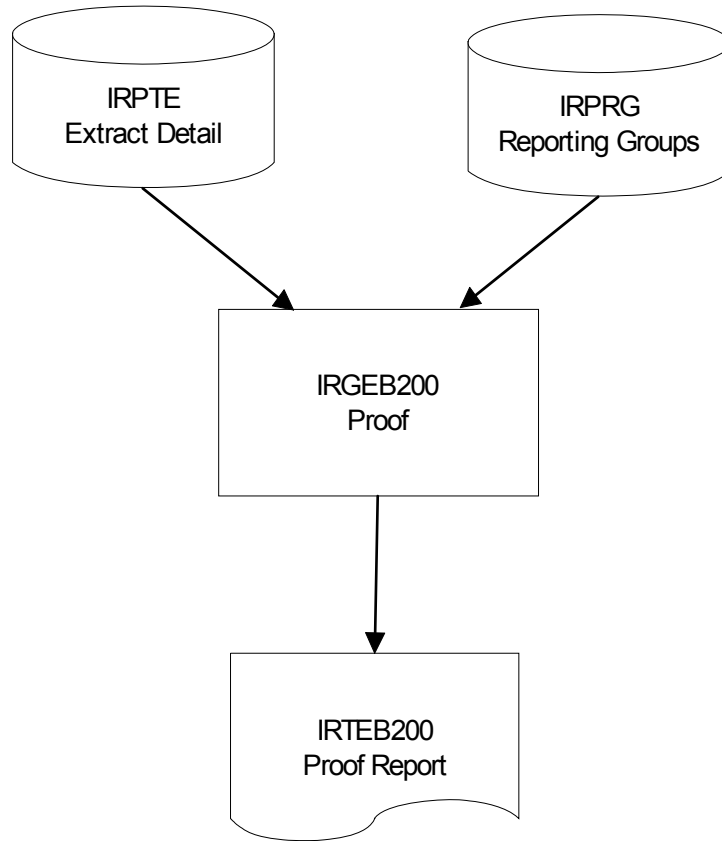 IRPTE
Extract Detail
IRPRG
Reporting Groups
IRGEB200
Proof
IRTEB200
Proof Report